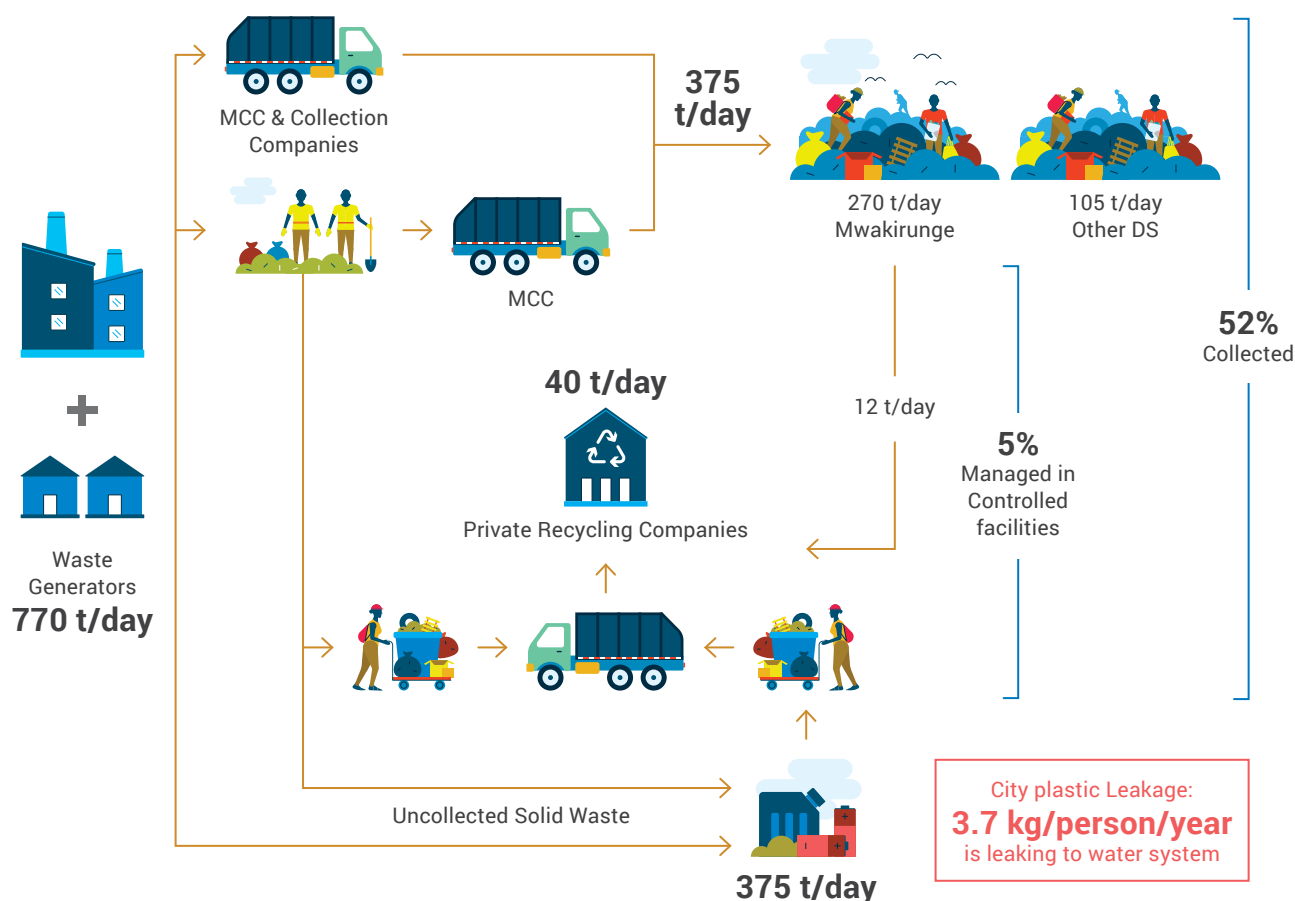 MCC & Collection
Companies
375
t/day
270 t/day
Mwakirunge
105 t/day
Other DS
MCC
52%
Collected
40 t/day
12 t/day
5%
Managed in
Controlled
facilities
Private Recycling Companies
Waste
Generators
770 t/day
Uncollected Solid Waste
375 t/day
City plastic Leakage:
3.7 kg/person/year
is leaking to water system